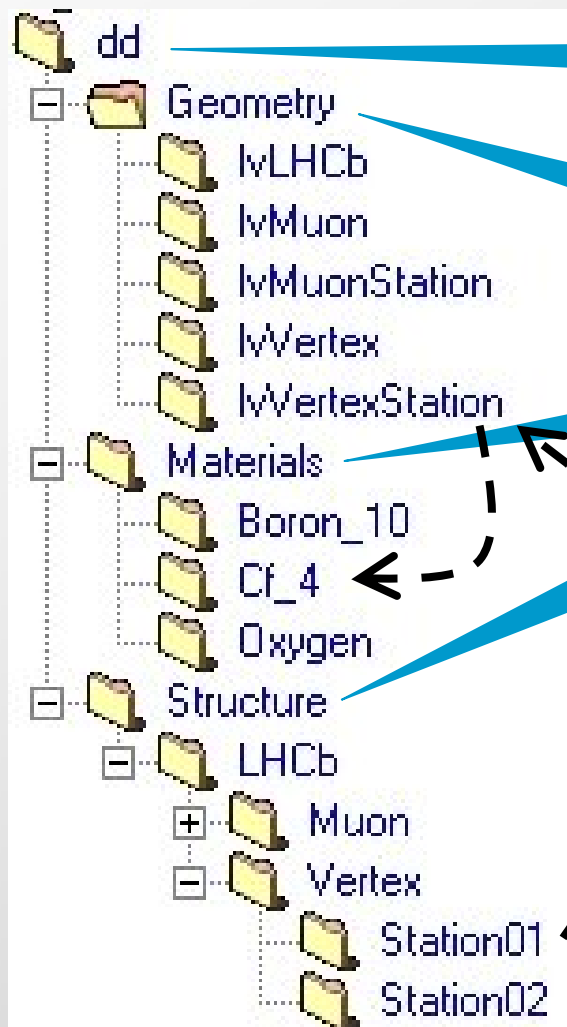 dd
Geometry
lvLHCb
lvMuon
lvMuonStation
lvVertex
lvVertexStation
Materials
Boron_10
Cf_4
Oxygen
Structure
LHCb
Muon
Vertex
Station01
Station02